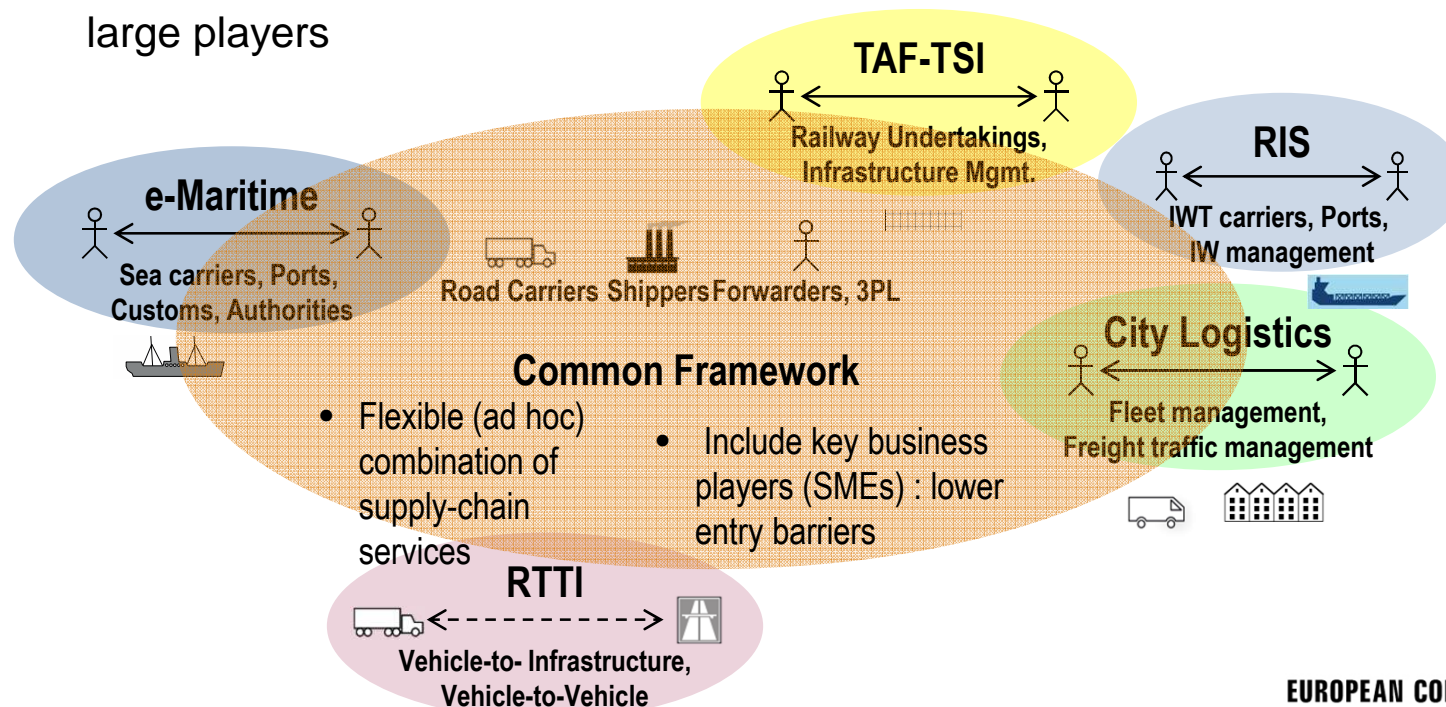 large players
TAF-TSI
Railway Undertakings,
Infrastructure Mgmt.
RIS
IWT carriers, Ports,
IW management
e-Maritime
Sea carriers, Ports,
Customs, Authorities
Road Carriers Shippers Forwarders, 3PL
City Logistics
Fleet management,
Freight traffic management
Common Framework
• Flexible (ad hoc)
combination of
supply-chain
services
• Include key business
players (SMEs) : lower
entry barriers
RTTI
Vehicle-to- Infrastructure,
Vehicle-to-Vehicle
EUROPEAN